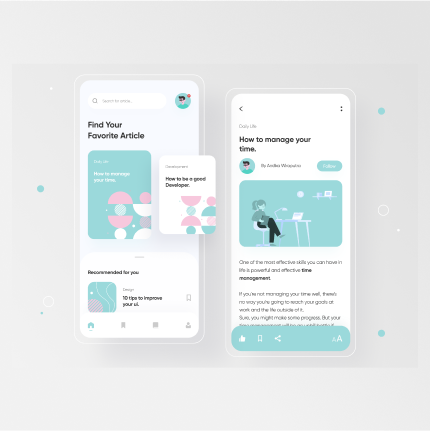 Search for article..
Find Your
Favorite Article
Daily Life
How to manage
your time.
How to be a good
Developer.
Recommended for you
Design
10 tips to improve
your ui.
Daily Life
How to manage your
time.
By Andika Wiraputra
Follow
One of the most effective skills you can have in
life is powerful and effective time
management.
If you're not managing your time well, there's
no way you're going to reach your goals at
work and the life outside of it.
Sure, you might make some progress. But your
AA